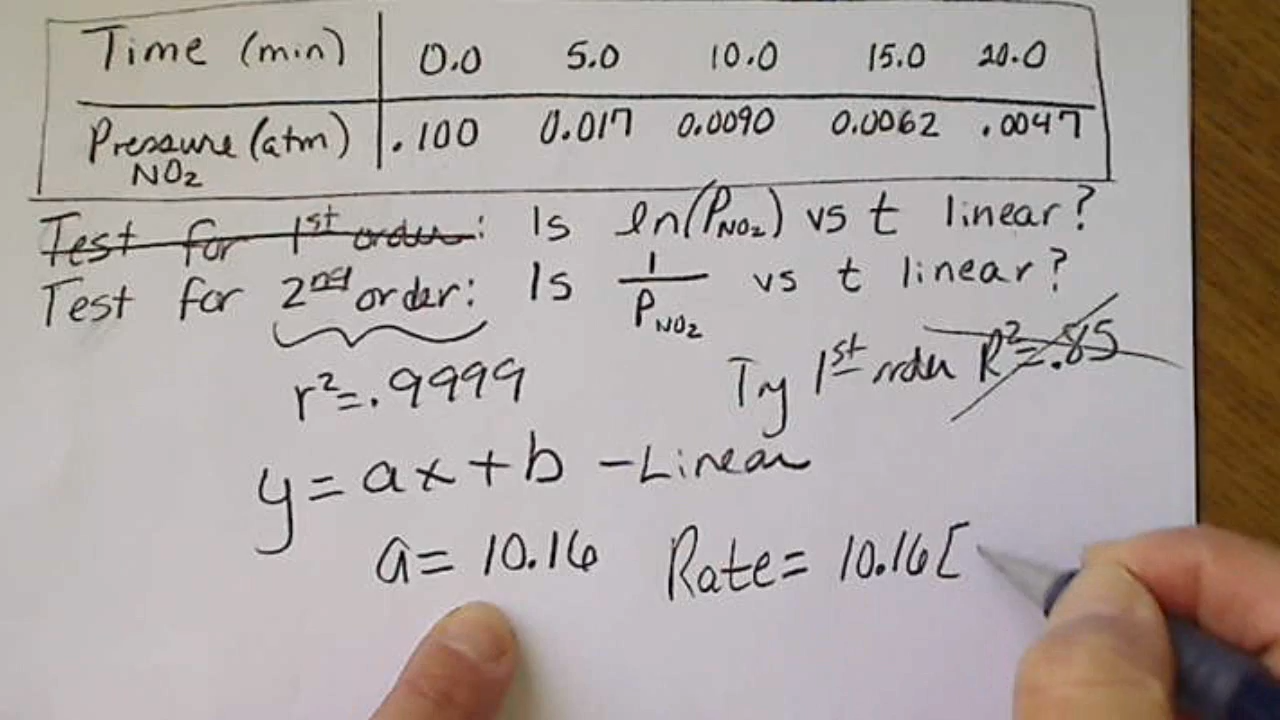 Time (min) 0.0 5.0 10.0 15.0 20.0
Pressure (atm) .100 0.017 0.0090 0.0062 .0047
NO₂
Test for 1st order: Is ln(P_NO₂) vs t linear?
Test for 2nd order: Is 1/P_NO₂ vs t linear?
r²=.9999
Try 1st order R²=.85
y=ax+b -Linear
a=10.16 Rate=10.16[